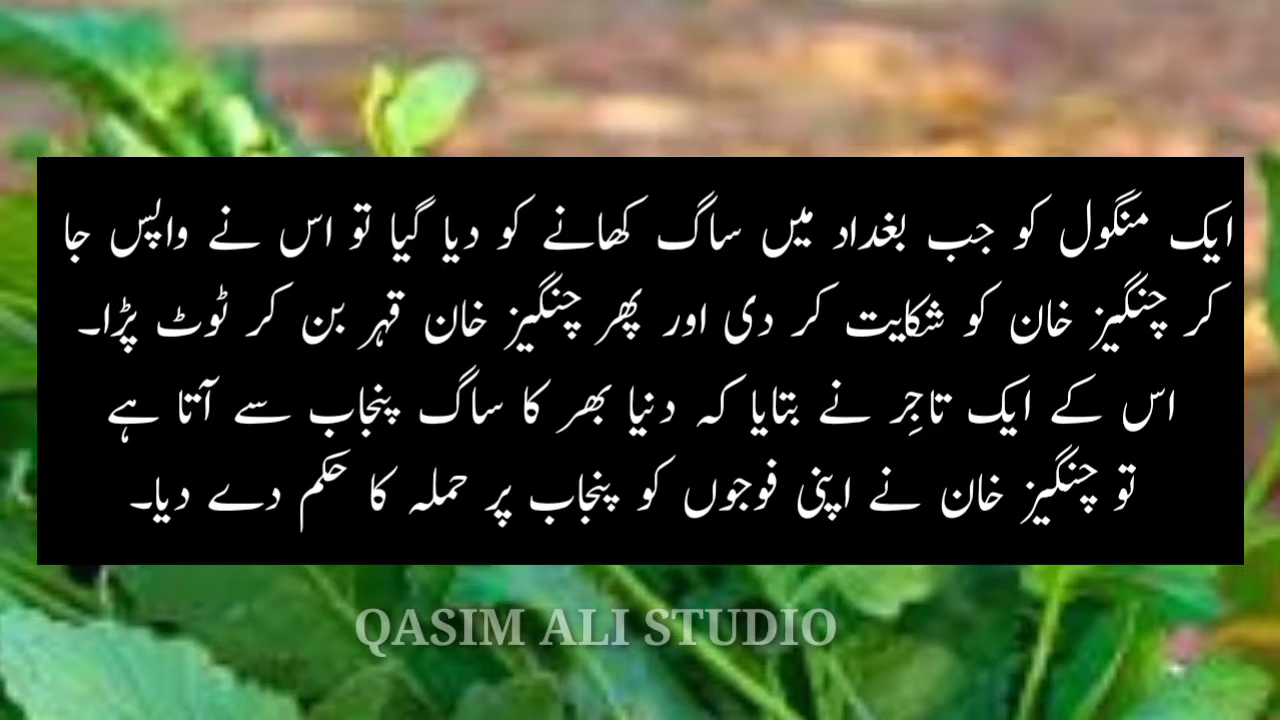 ایک منگول کو جب بغداد میں ساگ کھانے کو دیا گیا تو اس نے واپس جا
کر چنگیز خان کو شکایت کر دی اور پھر چنگیز خان قہر بن کر ٹوٹ پڑا۔
اس کے ایک تاجِر نے بتایا کہ دنیا بھر کا ساگ پنجاب سے آتا ہے
تو چنگیز خان نے اپنی فوجوں کو پنجاب پر حملہ کا حکم دے دیا۔
QASIM ALI STUDIO